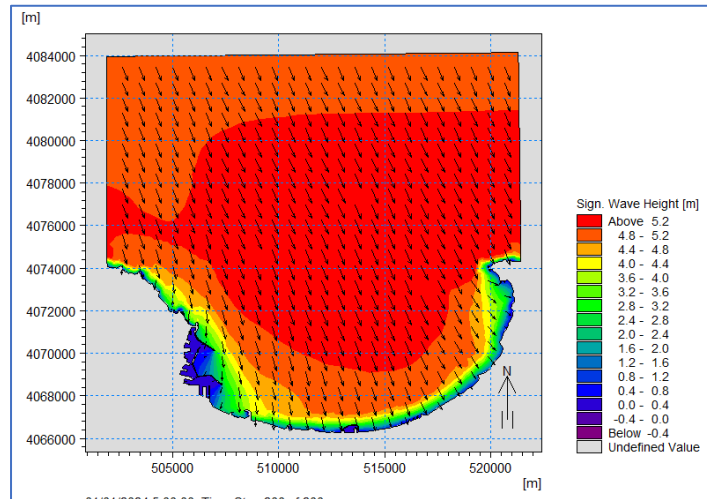 [m]
4084000
4082000
4080000
4078000
4076000
4074000
4072000
4070000
4068000
4066000
505000 510000 515000 520000
[m]
N
Sign. Wave Height [m]
Above 5.2
4.8 - 5.2
4.4 - 4.8
4.0 - 4.4
3.6 - 4.0
3.2 - 3.6
2.8 - 3.2
2.4 - 2.8
2.0 - 2.4
1.6 - 2.0
1.2 - 1.6
0.8 - 1.2
0.4 - 0.8
0.0 - 0.4
-0.4 - 0.0
Below -0.4
Undefined Value